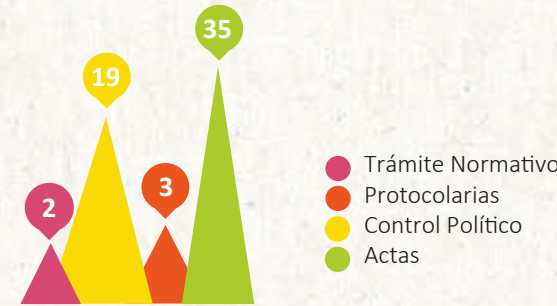 35
19
3
2
Trámite Normativo
Protocolarias
Control Político
Actas